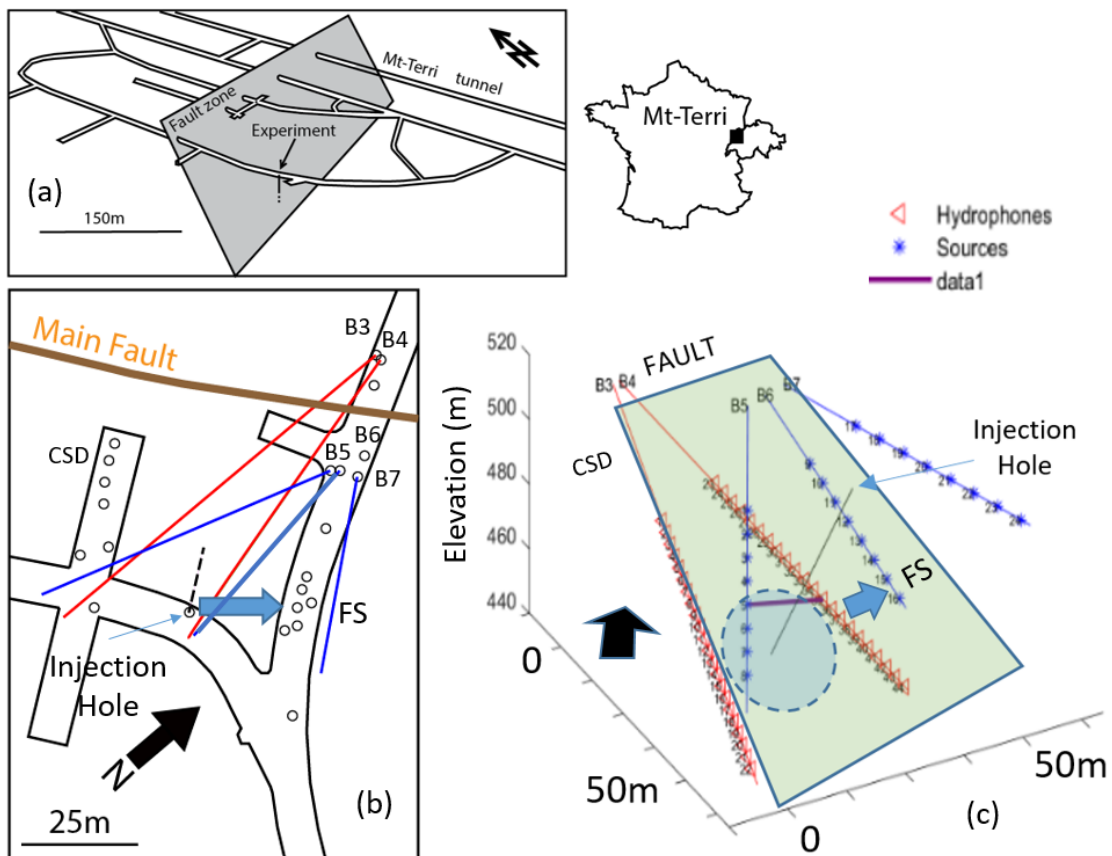 Mt-Terri tunnel
N
Fault zone
Experiment
(a)
150m
Mt-Terri
Hydrophones
Sources
data1
Main Fault
B3
B4
CSD
B5
B6
B7
FS
Injection
Hole
N
25m
(b)
520
500
480
460
440
Elevation (m)
FAULT
B3
B4
CSD
B5
B6
B7
Injection
Hole
FS
0
50m
0
50m
(c)